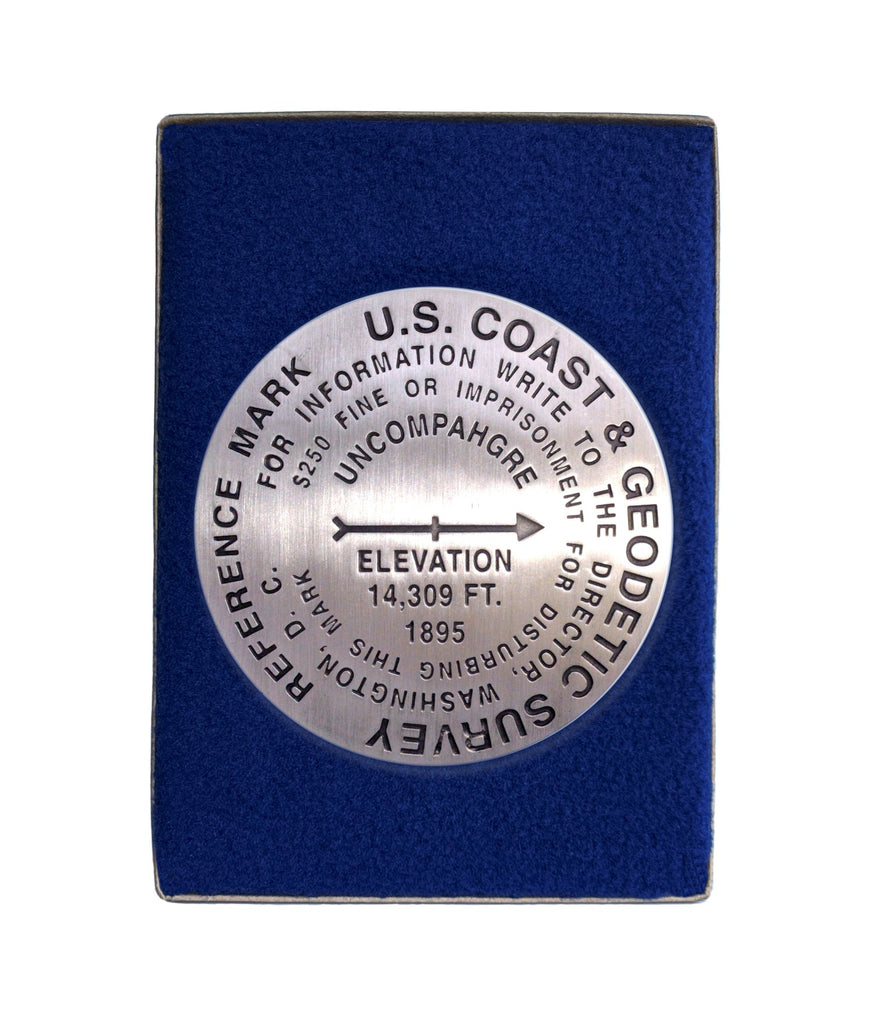 U.S. COAST & GEODETIC SURVEY
REFERENCE MARK
FOR INFORMATION WRITE TO THE DIRECTOR, WASHINGTON, D. C.
$250 FINE OR IMPRISONMENT FOR DISTURBING THIS MARK
UNCOMPAHGRE
ELEVATION
14,309 FT.
1895